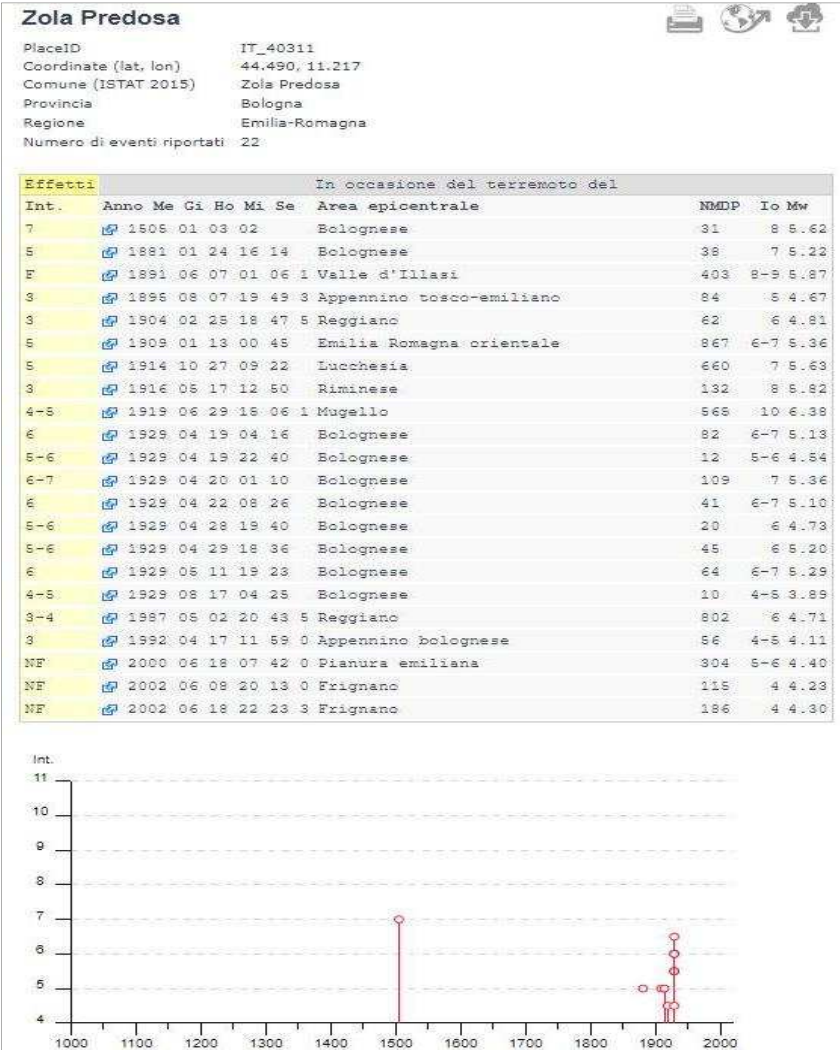 Zola Predosa
PlaceID IT_40311
Coordinate (lat, lon) 44.490, 11.217
Comune (ISTAT 2015) Zola Predosa
Provincia Bologna
Regione Emilia-Romagna
Numero di eventi riportati 22
Effetti In occasione del terremoto del
Int. Anno Me Gi Ho Mi Se Area epicentrale NMDP Io Mw
7 1505 01 03 02 Bolognese 31 8 5.62
5 1881 01 24 16 14 Bolognese 38 7 5.22
F 1891 06 07 01 06 1 Valle d'Illasi 403 8-9 5.87
3 1895 08 07 19 49 3 Appennino tosco-emiliano 84 5 4.67
3 1904 02 25 18 47 5 Reggiano 62 6 4.81
5 1909 01 13 00 45 Emilia Romagna orientale 867 6-7 5.36
5 1914 10 27 09 22 Lucchesia 660 7 5.63
3 1916 05 17 12 50 Riminese 132 8 5.82
4-5 1919 06 29 15 06 1 Mugello 565 10 6.38
6 1929 04 19 04 16 Bolognese 82 6-7 5.13
5-6 1929 04 19 22 40 Bolognese 12 5-6 4.54
6-7 1929 04 20 01 10 Bolognese 109 7 5.36
6 1929 04 22 08 26 Bolognese 41 6-7 5.10
5-6 1929 04 28 19 40 Bolognese 20 6 4.73
5-6 1929 04 29 18 36 Bolognese 45 6 5.20
6 1929 05 11 19 23 Bolognese 64 6-7 5.29
4-5 1929 08 17 04 25 Bolognese 10 4-5 3.89
3-4 1987 05 02 20 43 5 Reggiano 802 6 4.71
3 1992 04 17 11 59 0 Appennino bolognese 56 4-5 4.11
NF 2000 06 18 07 42 0 Pianura emiliana 304 5-6 4.40
NF 2002 06 08 20 13 0 Frignano 115 4 4.23
NF 2002 06 18 22 23 3 Frignano 186 4 4.30
Int.
11
10
9
8
7
6
5
4
1000 1100 1200 1300 1400 1500 1600 1700 1800 1900 2000